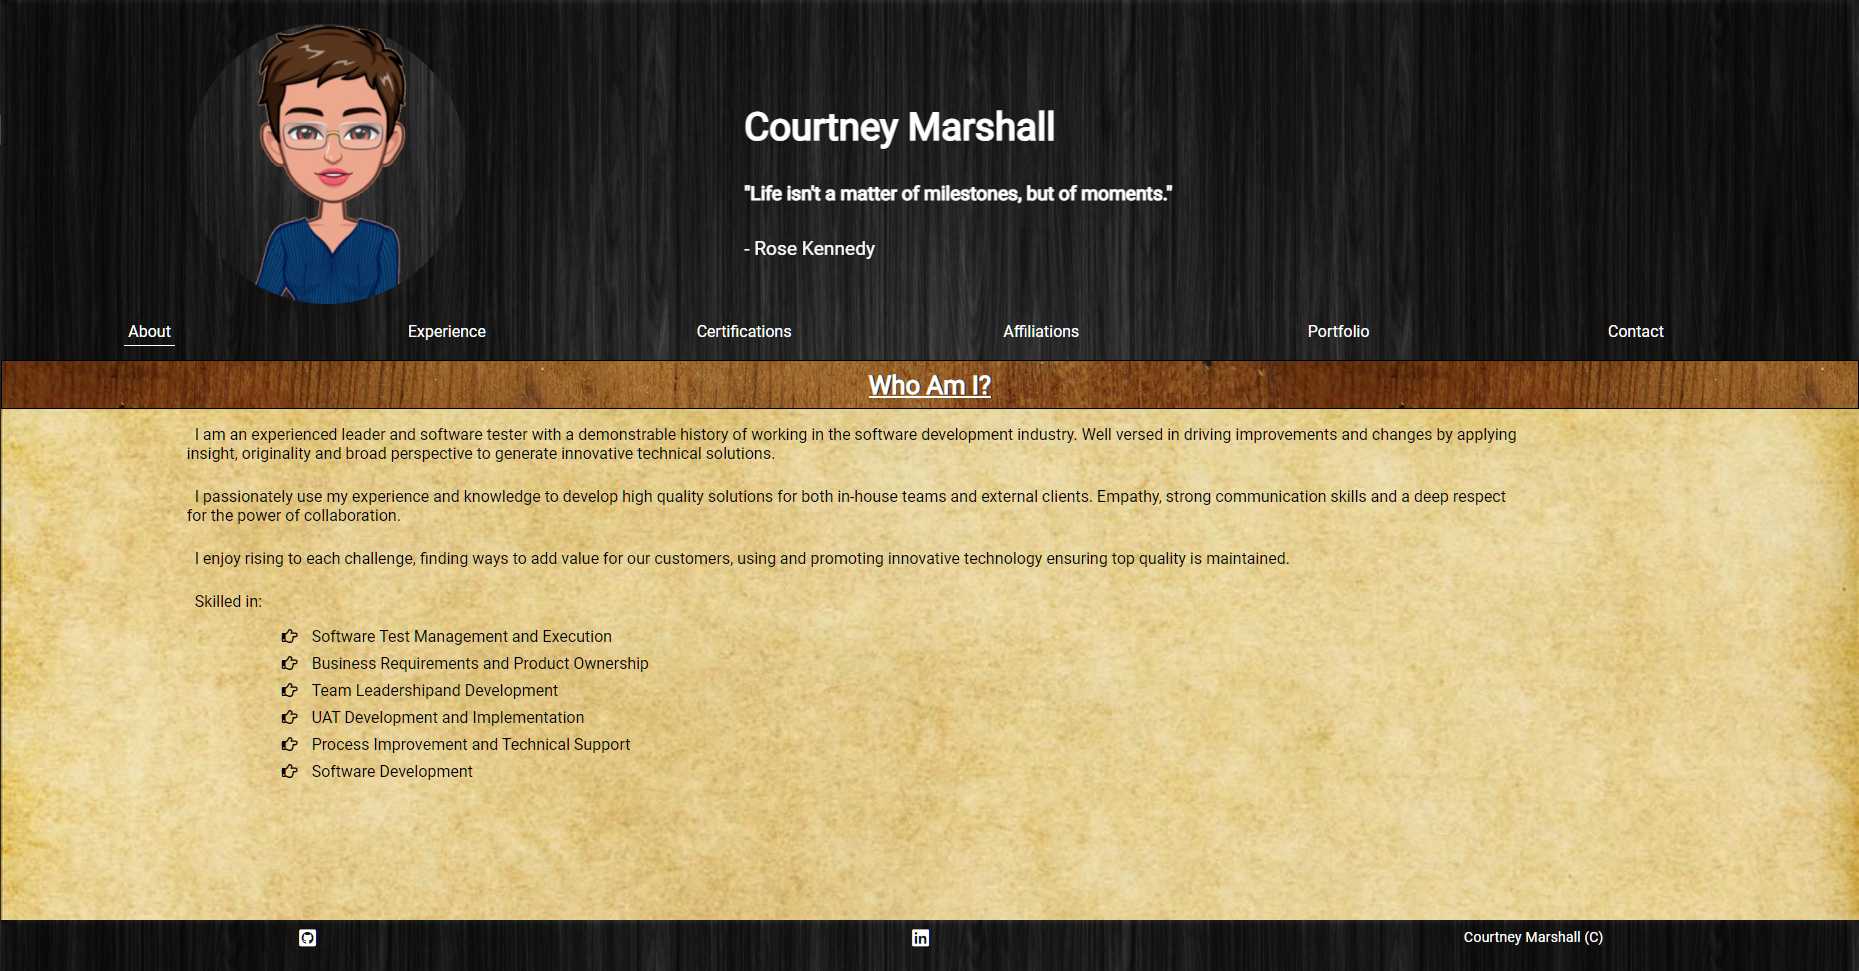 Courtney Marshall
"Life isn't a matter of milestones, but of moments."
- Rose Kennedy
About
Experience
Certifications
Affiliations
Portfolio
Contact
Who Am I?
I am an experienced leader and software tester with a demonstrable history of working in the software development industry. Well versed in driving improvements and changes by applying
insight, originality and broad perspective to generate innovative technical solutions.
I passionately use my experience and knowledge to develop high quality solutions for both in-house teams and external clients. Empathy, strong communication skills and a deep respect
for the power of collaboration.
I enjoy rising to each challenge, finding ways to add value for our customers, using and promoting innovative technology ensuring top quality is maintained.
Skilled in:
Software Test Management and Execution
Business Requirements and Product Ownership
Team Leadershipand Development
UAT Development and Implementation
Process Improvement and Technical Support
Software Development
in
Courtney Marshall (C)